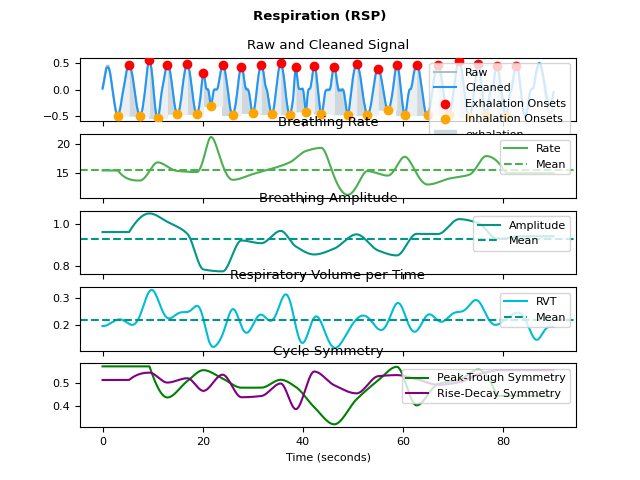 Respiration (RSP)
Raw and Cleaned Signal
0.5
0.0
−0.5
Raw
Cleaned
Exhalation Onsets
Inhalation Onsets
exhalation
Breathing Rate
20
15
Rate
Mean
Breathing Amplitude
1.0
0.8
Amplitude
Mean
Respiratory Volume per Time
0.3
0.2
RVT
Mean
Cycle Symmetry
0.5
0.4
Peak-Trough Symmetry
Rise-Decay Symmetry
0 20 40 60 80
Time (seconds)